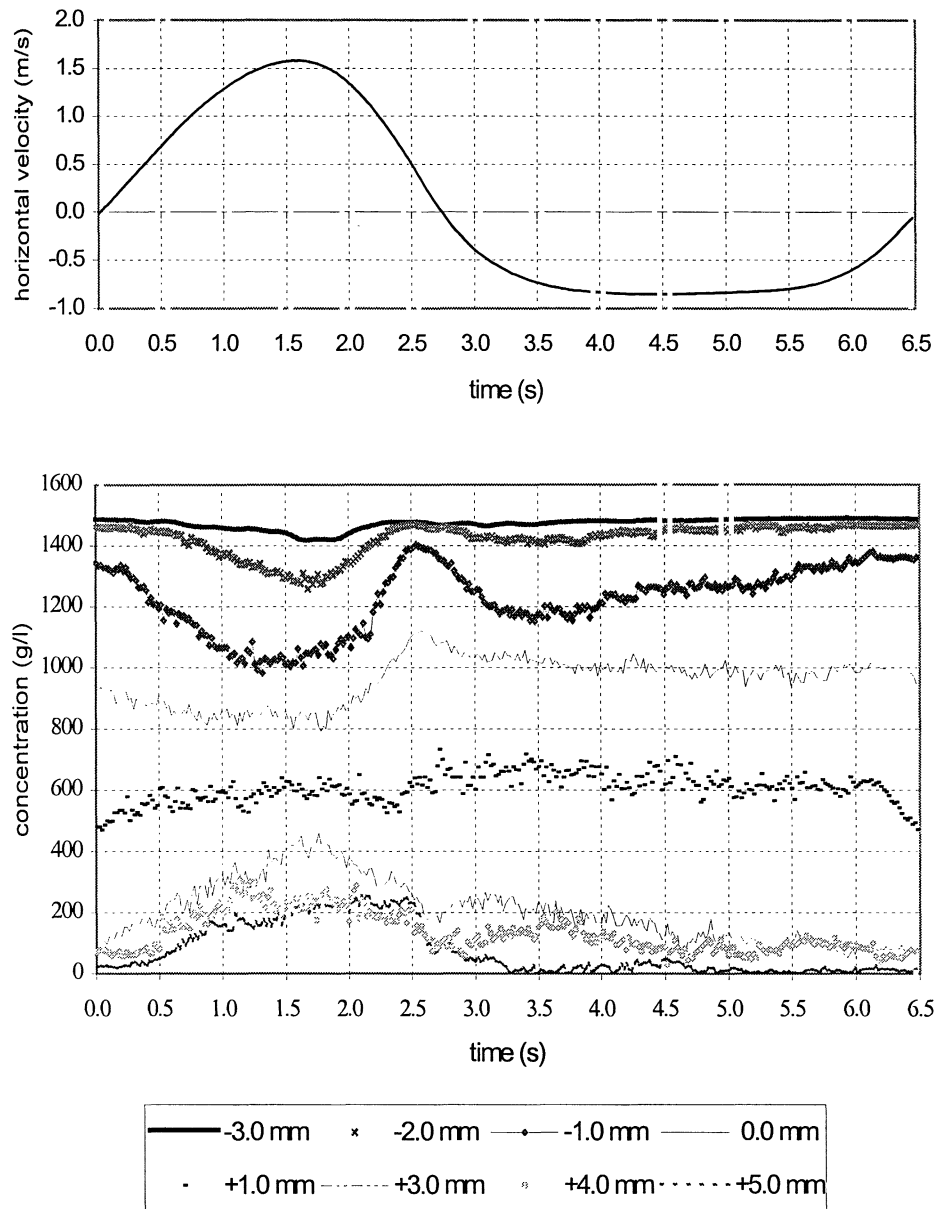 2.0
1.5
1.0
0.5
0.0
-0.5
-1.0
horizontal velocity (m/s)
0.0 0.5 1.0 1.5 2.0 2.5 3.0 3.5 4.0 4.5 5.0 5.5 6.0 6.5
time (s)
1600
1400
1200
1000
800
600
400
200
0
concentration (g/l)
0.0 0.5 1.0 1.5 2.0 2.5 3.0 3.5 4.0 4.5 5.0 5.5 6.0 6.5
time (s)
-3.0 mm -2.0 mm -1.0 mm 0.0 mm
+1.0 mm +3.0 mm +4.0 mm +5.0 mm